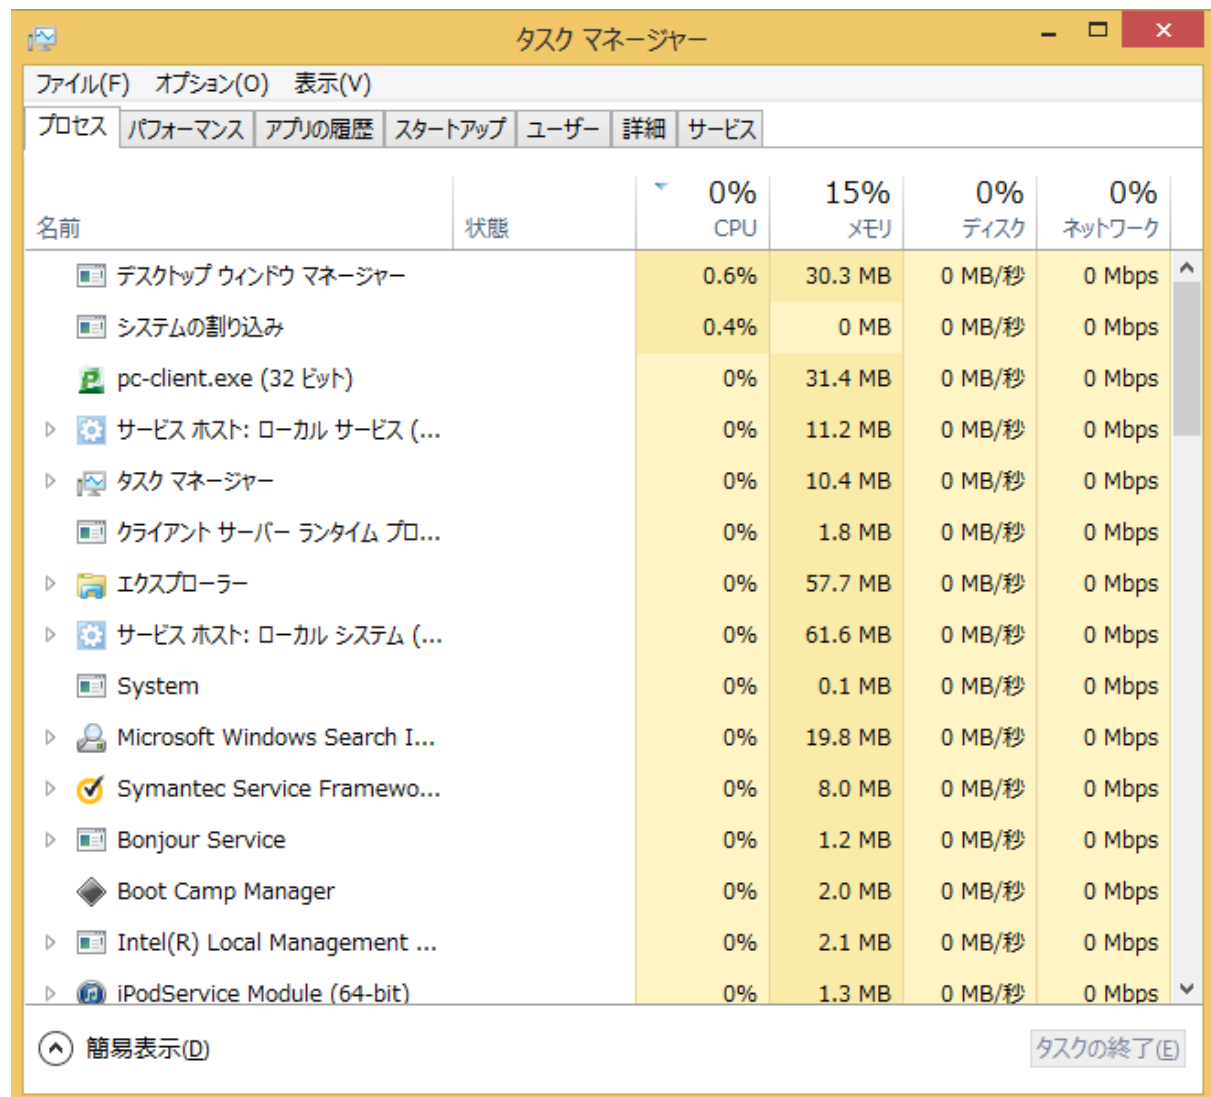 タスク マネージャー
ファイル(F) オプション(O) 表示(V)
プロセス パフォーマンス アプリの履歴 スタートアップ ユーザー 詳細 サービス
0% 15% 0% 0%
名前 状態 CPU メモリ ディスク ネットワーク
デスクトップ ウィンドウ マネージャー 0.6% 30.3 MB 0 MB/秒 0 Mbps
システムの割り込み 0.4% 0 MB 0 MB/秒 0 Mbps
pc-client.exe (32 ビット) 0% 31.4 MB 0 MB/秒 0 Mbps
サービス ホスト: ローカル サービス (... 0% 11.2 MB 0 MB/秒 0 Mbps
タスク マネージャー 0% 10.4 MB 0 MB/秒 0 Mbps
クライアント サーバー ランタイム プロ... 0% 1.8 MB 0 MB/秒 0 Mbps
エクスプローラー 0% 57.7 MB 0 MB/秒 0 Mbps
サービス ホスト: ローカル システム (... 0% 61.6 MB 0 MB/秒 0 Mbps
System 0% 0.1 MB 0 MB/秒 0 Mbps
Microsoft Windows Search I... 0% 19.8 MB 0 MB/秒 0 Mbps
Symantec Service Framewo... 0% 8.0 MB 0 MB/秒 0 Mbps
Bonjour Service 0% 1.2 MB 0 MB/秒 0 Mbps
Boot Camp Manager 0% 2.0 MB 0 MB/秒 0 Mbps
Intel(R) Local Management ... 0% 2.1 MB 0 MB/秒 0 Mbps
iPodService Module (64-bit) 0% 1.3 MB 0 MB/秒 0 Mbps
簡易表示(D) タスクの終了(E)